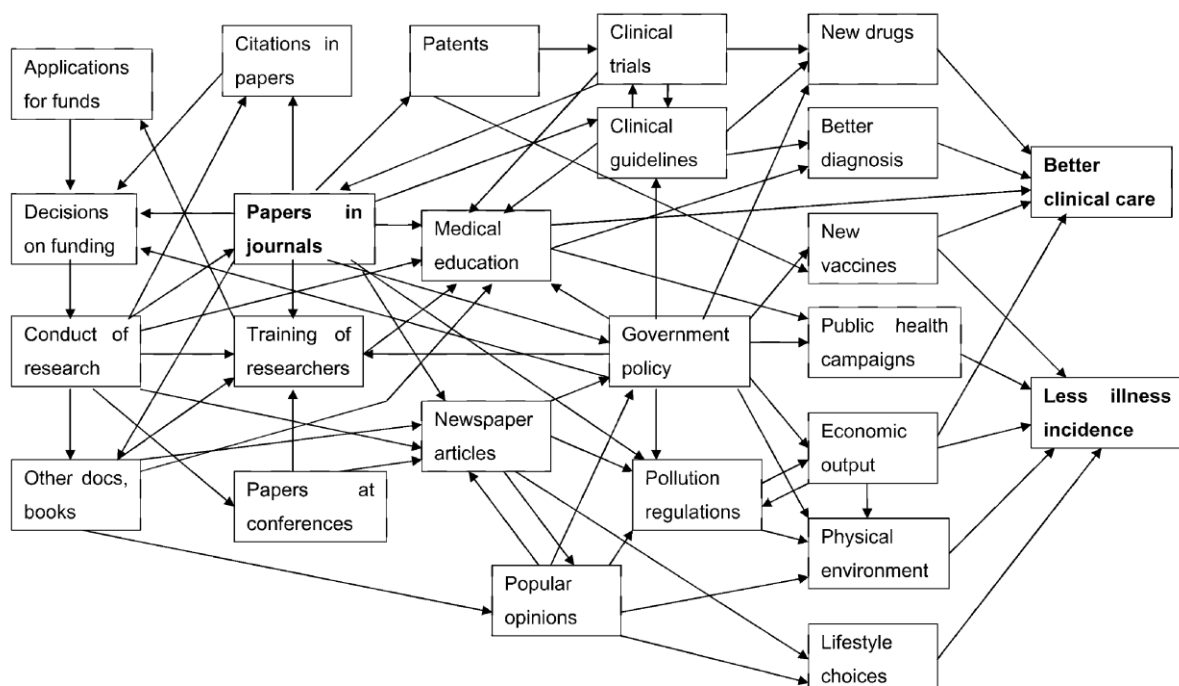 Applications
for funds
Citations in
papers
Patents
Clinical
trials
New drugs
Clinical
guidelines
Better
diagnosis
Better
clinical care
Decisions
on funding
Papers in
journals
Medical
education
New
vaccines
Conduct of
research
Training of
researchers
Government
policy
Public health
campaigns
Less illness
incidence
Newspaper
articles
Economic
output
Other docs,
books
Papers at
conferences
Pollution
regulations
Physical
environment
Popular
opinions
Lifestyle
choices